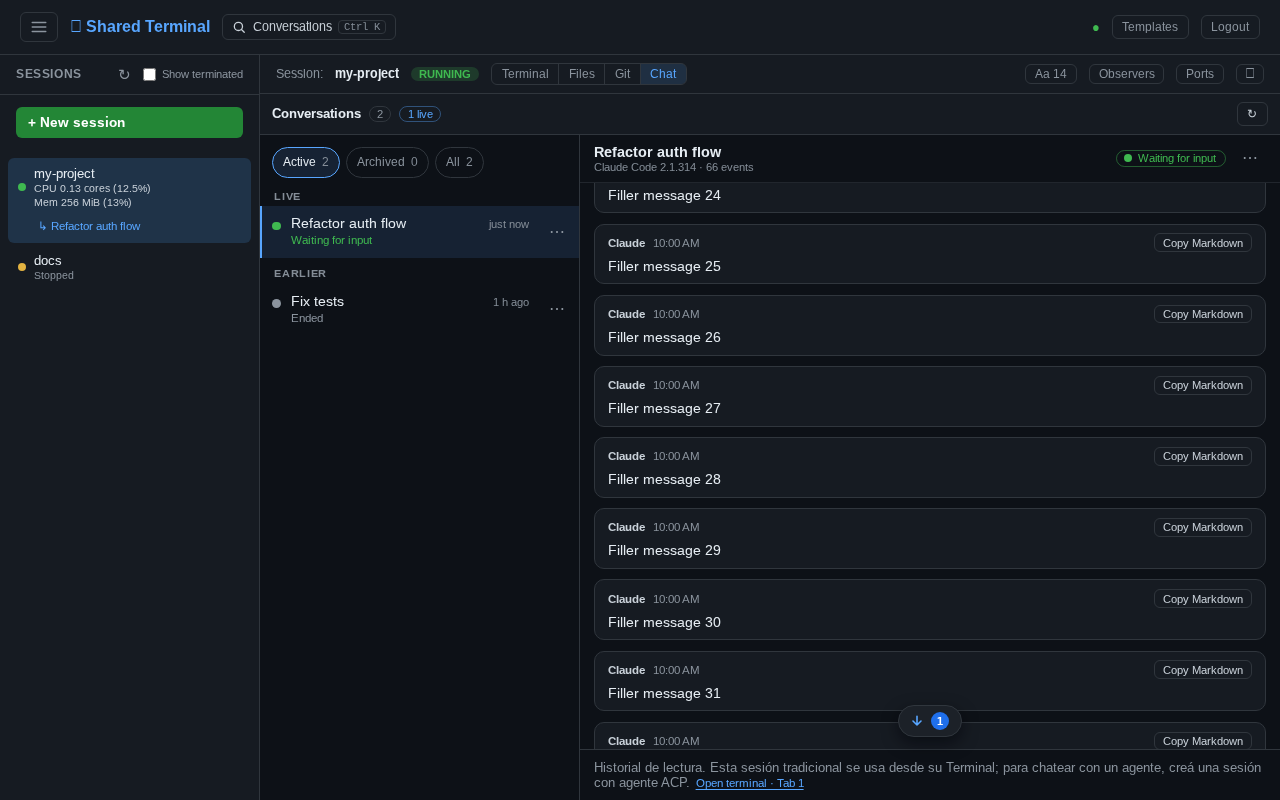 Shared Terminal
Conversations Ctrl K
Templates
Logout
SESSIONS
Show terminated
Session: my-project RUNNING
Terminal Files Git Chat
Aa 14
Observers
Ports
+ New session
my-project
CPU 0.13 cores (12.5%)
Mem 256 MiB (13%)
↳ Refactor auth flow
docs
Stopped
Conversations 2 1 live
Active 2
Archived 0
All 2
LIVE
Refactor auth flow just now
Waiting for input
EARLIER
Fix tests 1 h ago
Ended
Refactor auth flow
Claude Code 2.1.314 · 66 events
Waiting for input
Filler message 24
Claude 10:00 AM Copy Markdown
Filler message 25
Claude 10:00 AM Copy Markdown
Filler message 26
Claude 10:00 AM Copy Markdown
Filler message 27
Claude 10:00 AM Copy Markdown
Filler message 28
Claude 10:00 AM Copy Markdown
Filler message 29
Claude 10:00 AM Copy Markdown
Filler message 30
Claude 10:00 AM Copy Markdown
Filler message 31
1
Claude 10:00 AM Copy Markdown
Historial de lectura. Esta sesión tradicional se usa desde su Terminal; para chatear con un agente, creá una sesión
con agente ACP. Open terminal · Tab 1